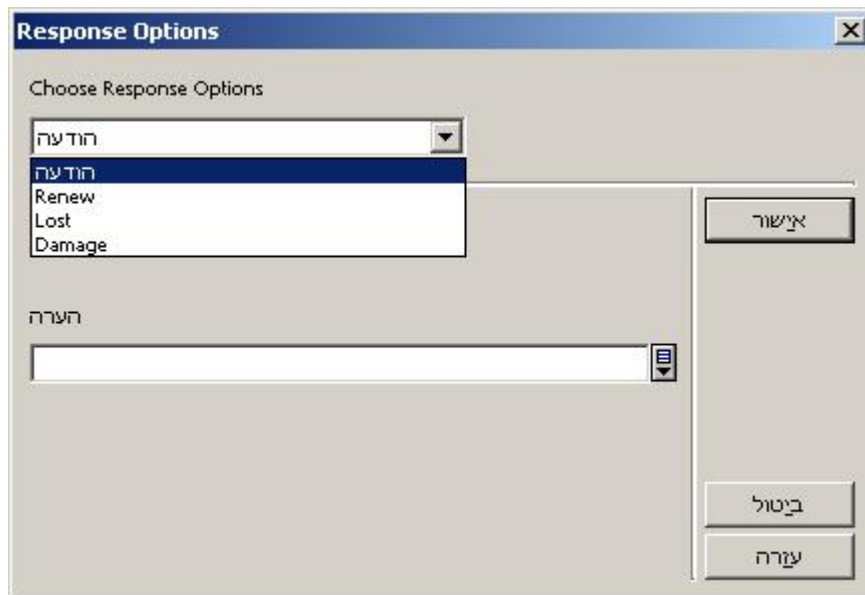 Response Options
Choose Response Options
הודעה
הודעה
Renew
Lost
Damage
אישור
הערה
ביטול
עזרה